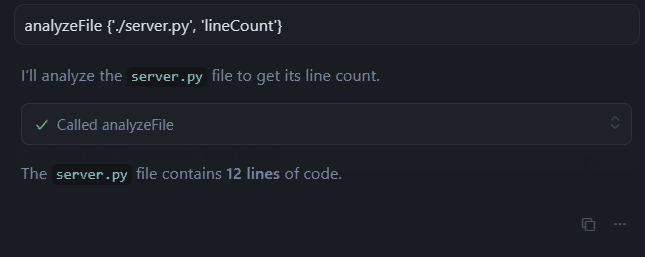 analyzeFile {'./server.py', 'lineCount'}
I'll analyze the server.py file to get its line count.
Called analyzeFile
The server.py file contains 12 lines of code.